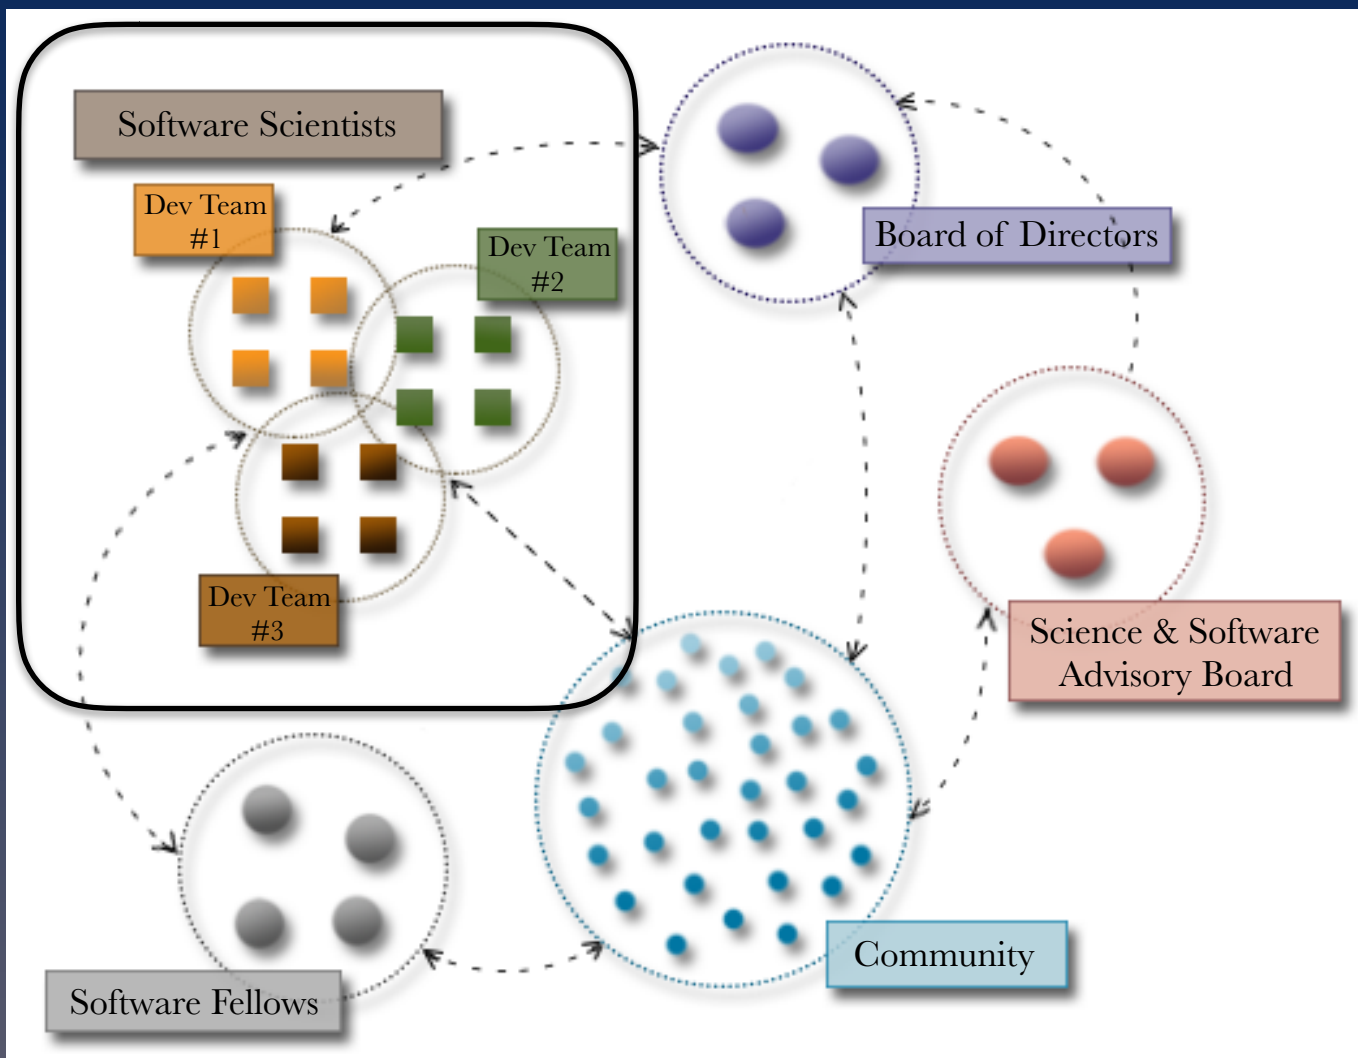 Software Scientists
Dev Team
#1
Dev Team
#2
Board of Directors
Dev Team
#3
Science & Software
Advisory Board
Community
Software Fellows